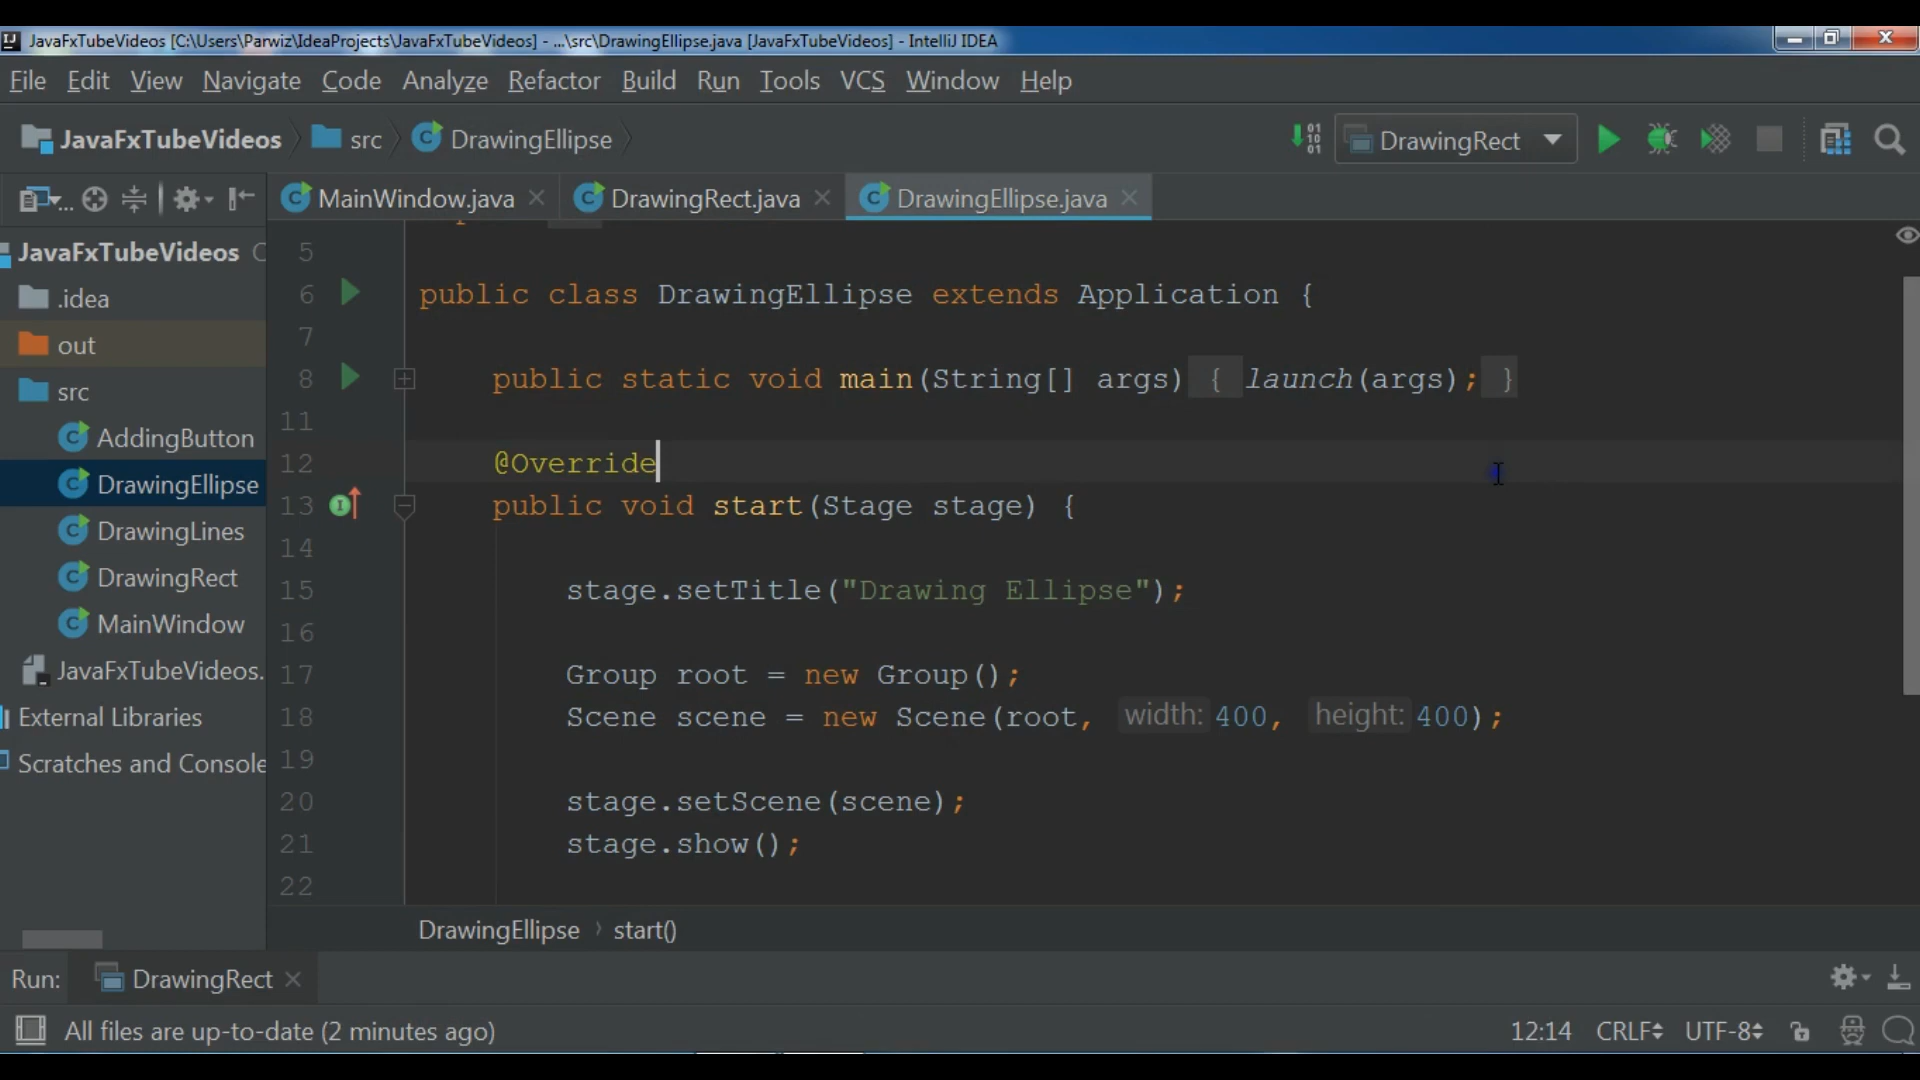 JavaFxTubeVideos [C:\Users\Parwiz\IdeaProjects\JavaFxTubeVideos] - ...\src\DrawingEllipse.java [JavaFxTubeVideos] - IntelliJ IDEA
File Edit View Navigate Code Analyze Refactor Build Run Tools VCS Window Help
JavaFxTubeVideos src DrawingEllipse DrawingRect
MainWindow.java DrawingRect.java DrawingEllipse.java
JavaFxTubeVideos
.idea
out
src
AddingButton
DrawingEllipse
DrawingLines
DrawingRect
MainWindow
JavaFxTubeVideos.
External Libraries
Scratches and Console
5
6 public class DrawingEllipse extends Application {
7
8 public static void main(String[] args) { launch(args); }
11
12 @Override
13 public void start(Stage stage) {
14
15 stage.setTitle("Drawing Ellipse");
16
17 Group root = new Group();
18 Scene scene = new Scene(root, width: 400, height: 400);
19
20 stage.setScene(scene);
21 stage.show();
22
DrawingEllipse › start()
Run: DrawingRect
All files are up-to-date (2 minutes ago) 12:14 CRLF UTF-8